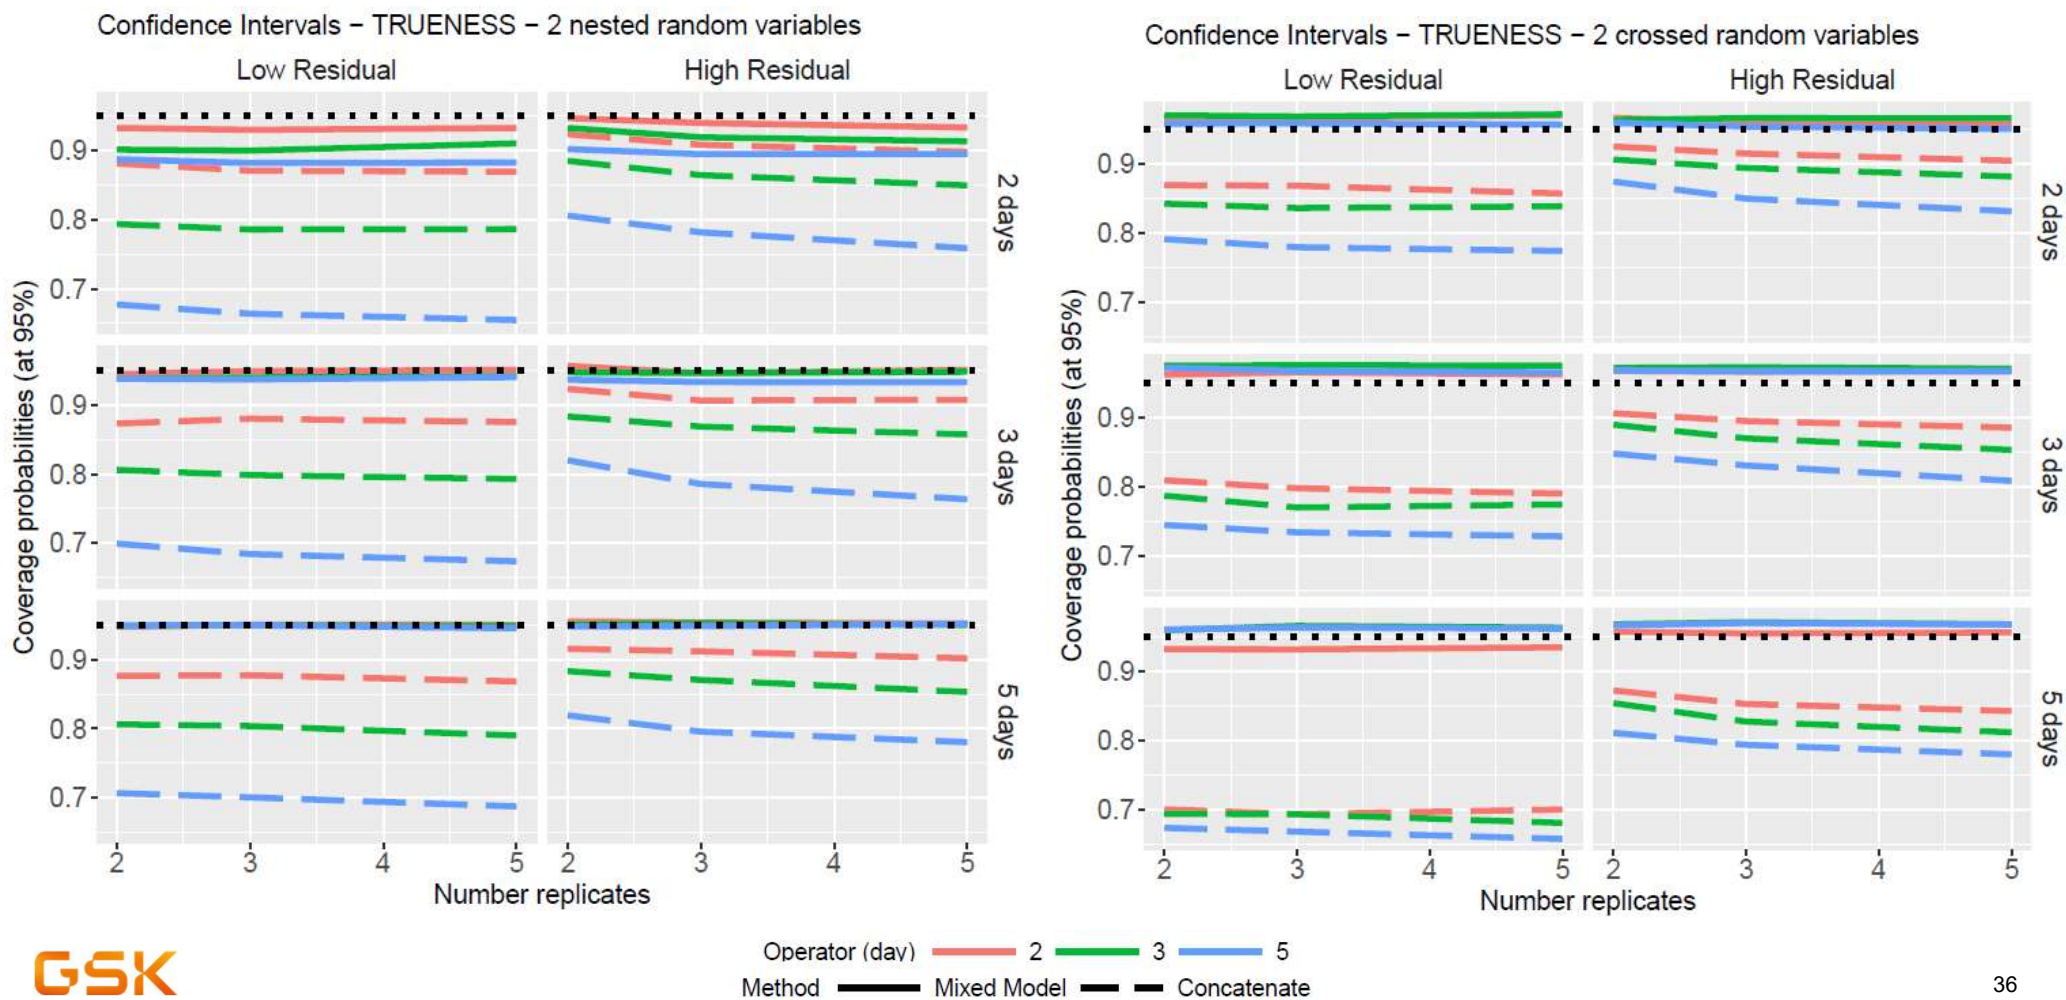 Confidence Intervals − TRUENESS − 2 nested random variables
Low Residual
High Residual
Coverage probabilities (at 95%)
0.9
0.8
0.7
2 days
0.9
0.8
0.7
3 days
0.9
0.8
0.7
5 days
2 3 4 5 2 3 4 5
Number replicates
Confidence Intervals − TRUENESS − 2 crossed random variables
Low Residual
High Residual
Coverage probabilities (at 95%)
0.9
0.8
0.7
2 days
0.9
0.8
0.7
3 days
0.9
0.8
0.7
5 days
2 3 4 5 2 3 4 5
Number replicates
Operator (day) 2 3 5
Method Mixed Model Concatenate
GSK
36